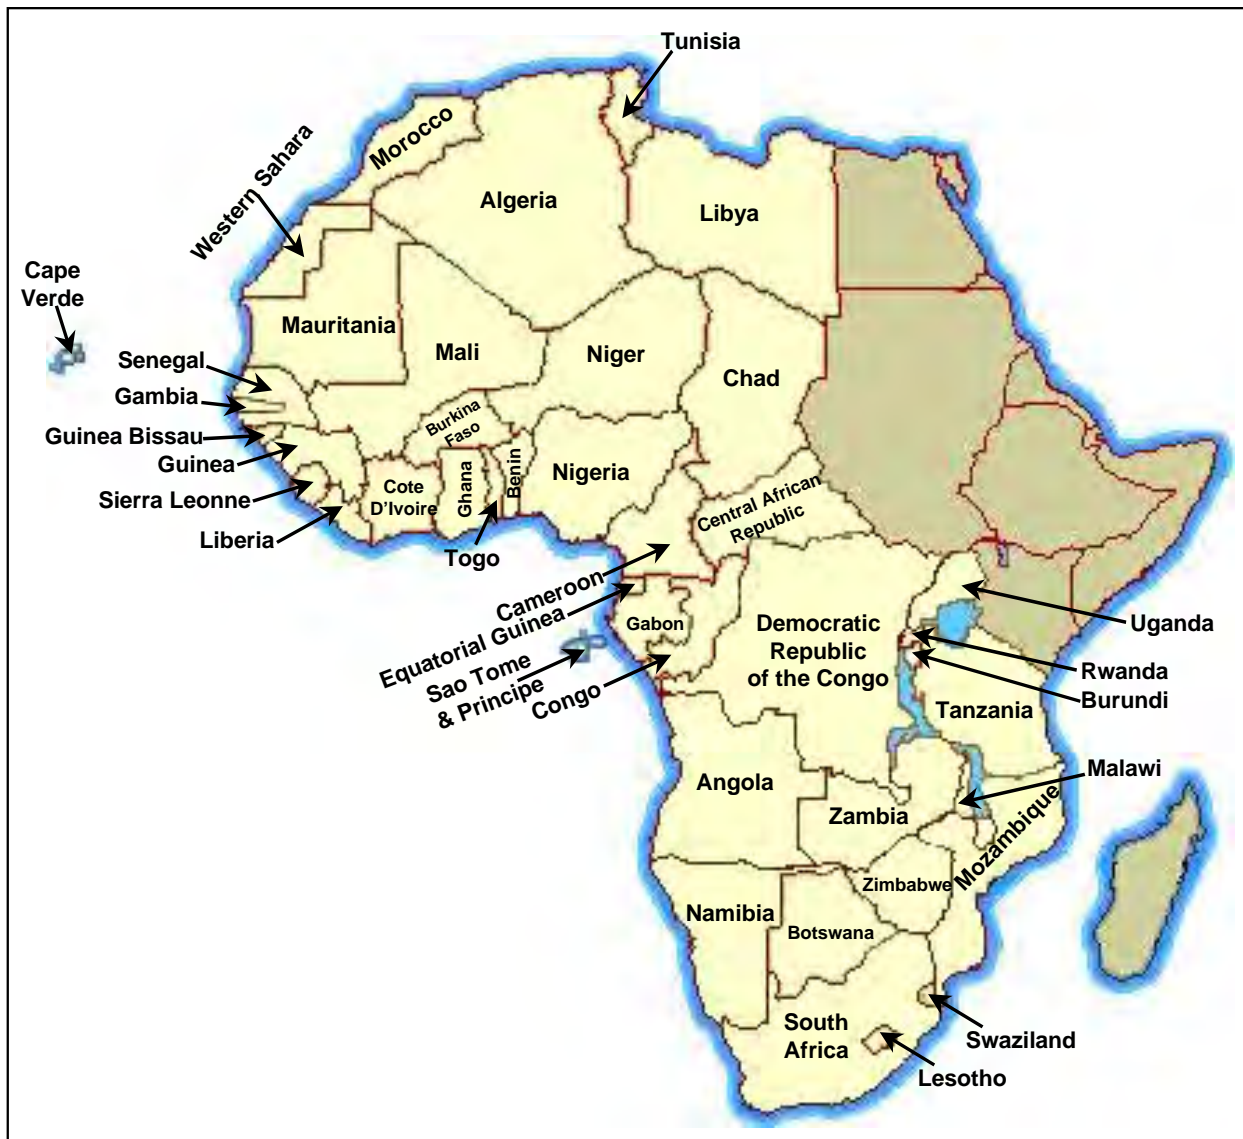 Tunisia
Morocco
Western Sahara
Algeria
Libya
Cape
Verde
Mauritania
Mali
Niger
Chad
Senegal
Gambia
Guinea Bissau
Guinea
Sierra Leonne
Liberia
Burkina
Faso
Cote
D'Ivoire
Ghana
Togo
Benin
Nigeria
Central African
Republic
Cameroon
Equatorial Guinea
Sao Tome
& Principe
Gabon
Congo
Democratic
Republic
of the Congo
Uganda
Rwanda
Burundi
Tanzania
Malawi
Angola
Zambia
Mozambique
Zimbabwe
Namibia
Botswana
South
Africa
Swaziland
Lesotho